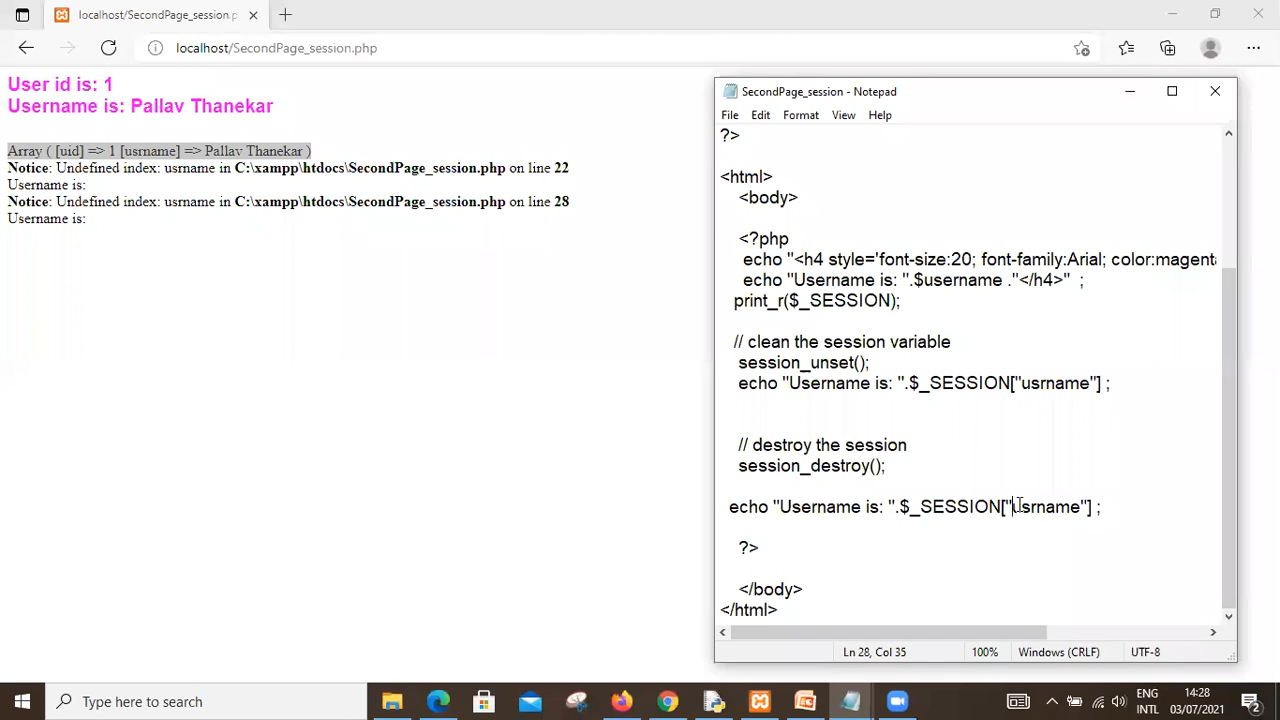 localhost/SecondPage_session.p
localhost/SecondPage_session.php
User id is: 1
Username is: Pallav Thanekar
Array ( [uid] => 1 [usrname] => Pallav Thanekar )
Notice: Undefined index: usrname in C:\xampp\htdocs\SecondPage_session.php on line 22
Username is:
Notice: Undefined index: usrname in C:\xampp\htdocs\SecondPage_session.php on line 28
Username is:
SecondPage_session - Notepad
File Edit Format View Help
?>
<html>
<body>
<?php
echo "<h4 style='font-size:20; font-family:Arial; color:magenta
echo "Username is: ".$username ."</h4>" ;
print_r($_SESSION);
// clean the session variable
session_unset();
echo "Username is: ".$_SESSION["usrname"] ;
// destroy the session
session_destroy();
echo "Username is: ".$_SESSION["usrname"] ;
?>
</body>
</html>
Ln 28, Col 35 100% Windows (CRLF) UTF-8
Type here to search
ENG
INTL
14:28
03/07/2021
2